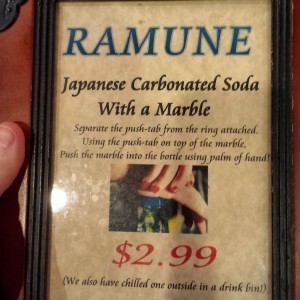 RAMUNE
Japanese Carbonated Soda
With a Marble
Separate the push-tab from the ring attached.
Using the push-tab on top of the marble,
Push the marble into the bottle using palm of hand!
$2.99
(We also have chilled one outside in a drink bin!)